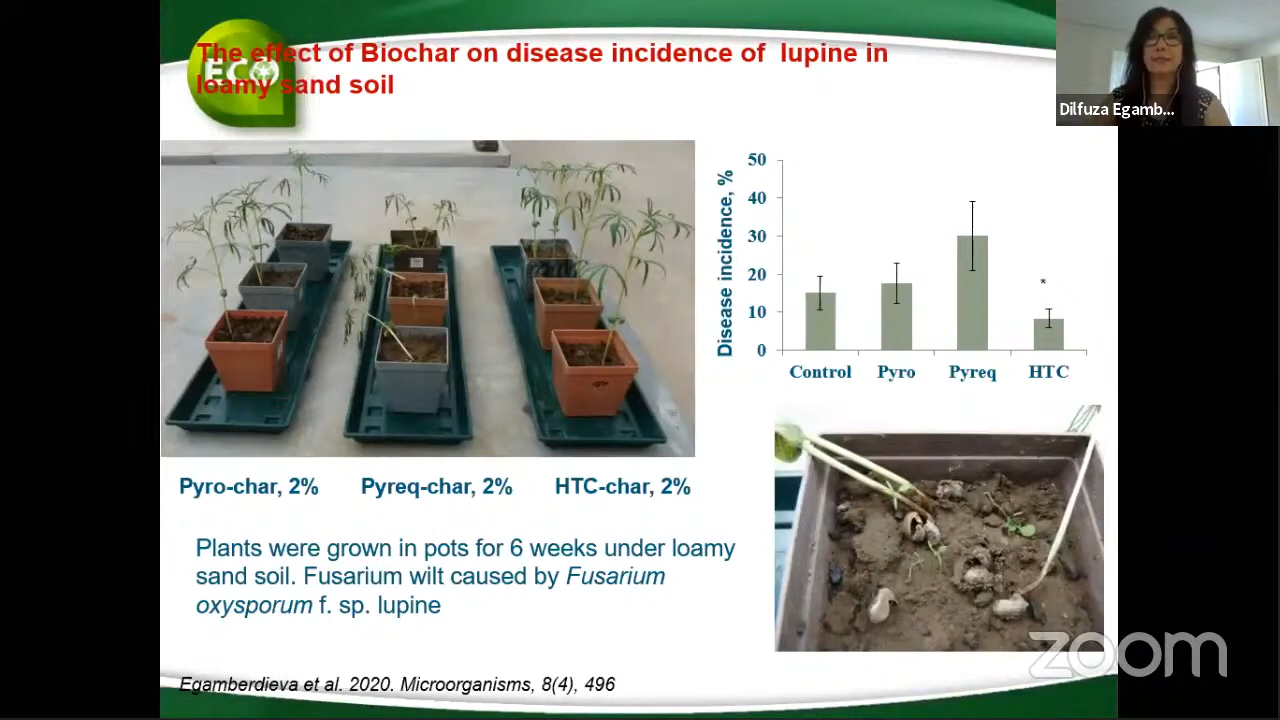 The effect of Biochar on disease incidence of lupine in
loamy sand soil
ECO
Dilfuza Egamb...
Disease incidence, %
50
40
30
20
10
0
*
Control Pyro Pyreq HTC
Pyro-char, 2% Pyreq-char, 2% HTC-char, 2%
Plants were grown in pots for 6 weeks under loamy
sand soil. Fusarium wilt caused by Fusarium
oxysporum f. sp. lupine
Egamberdieva et al. 2020. Microorganisms, 8(4), 496
zoom